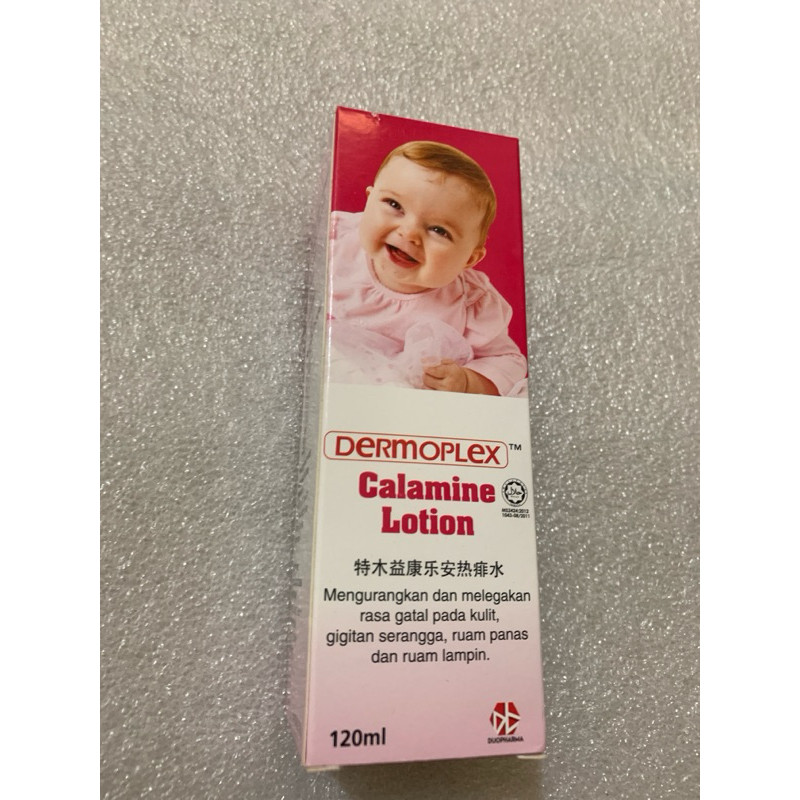 DERMOPLEX™
Calamine
Lotion
特木益康乐安热痱水
Mengurangkan dan melegakan
rasa gatal pada kulit,
gigitan serangga, ruam panas
dan ruam lampin.
120ml
DUOPHARMA